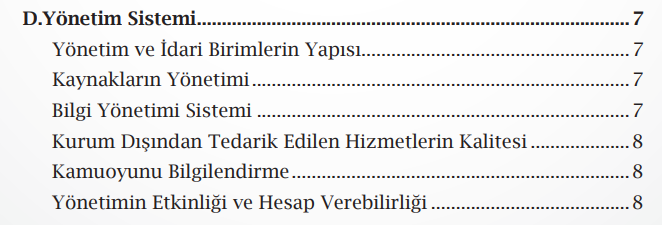 D.Yönetim Sistemi........................................................................................ 7
Yönetim ve İdari Birimlerin Yapısı...................................................... 7
Kaynakların Yönetimi............................................................................ 7
Bilgi Yönetimi Sistemi ........................................................................... 7
Kurum Dışından Tedarik Edilen Hizmetlerin Kalitesi .................... 8
Kamuoyunu Bilgilendirme.................................................................... 8
Yönetimin Etkinliği ve Hesap Verebilirliği ........................................ 8